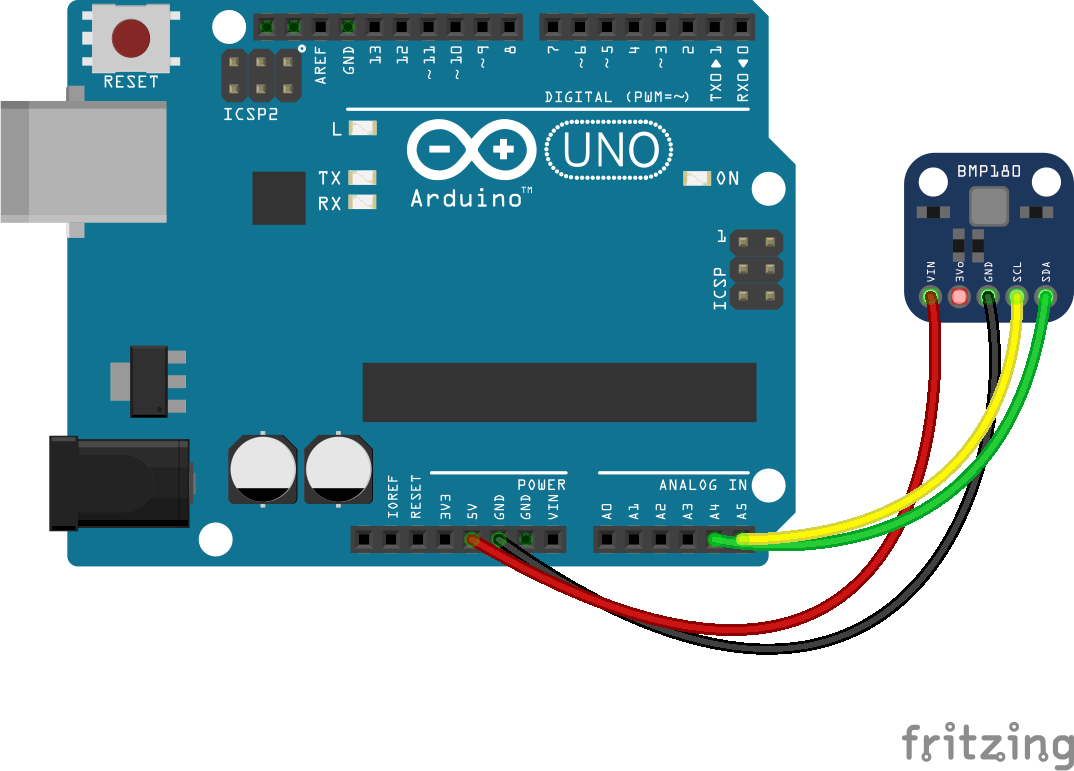 RESET
ICSP2
AREF
GND
13
12
~11
~10
~9
8
7
~6
~5
4
~3
2
TX0▶1
RX0◀0
DIGITAL (PWM=~)
L
TX
RX
Arduino™
UNO
ON
1
ICSP
BMP180
VIN
3Vo
GND
SCL
SDA
POWER
ANALOG IN
IOREF
RESET
3V3
5V
GND
GND
VIN
A0
A1
A2
A3
A4
A5
fritzing